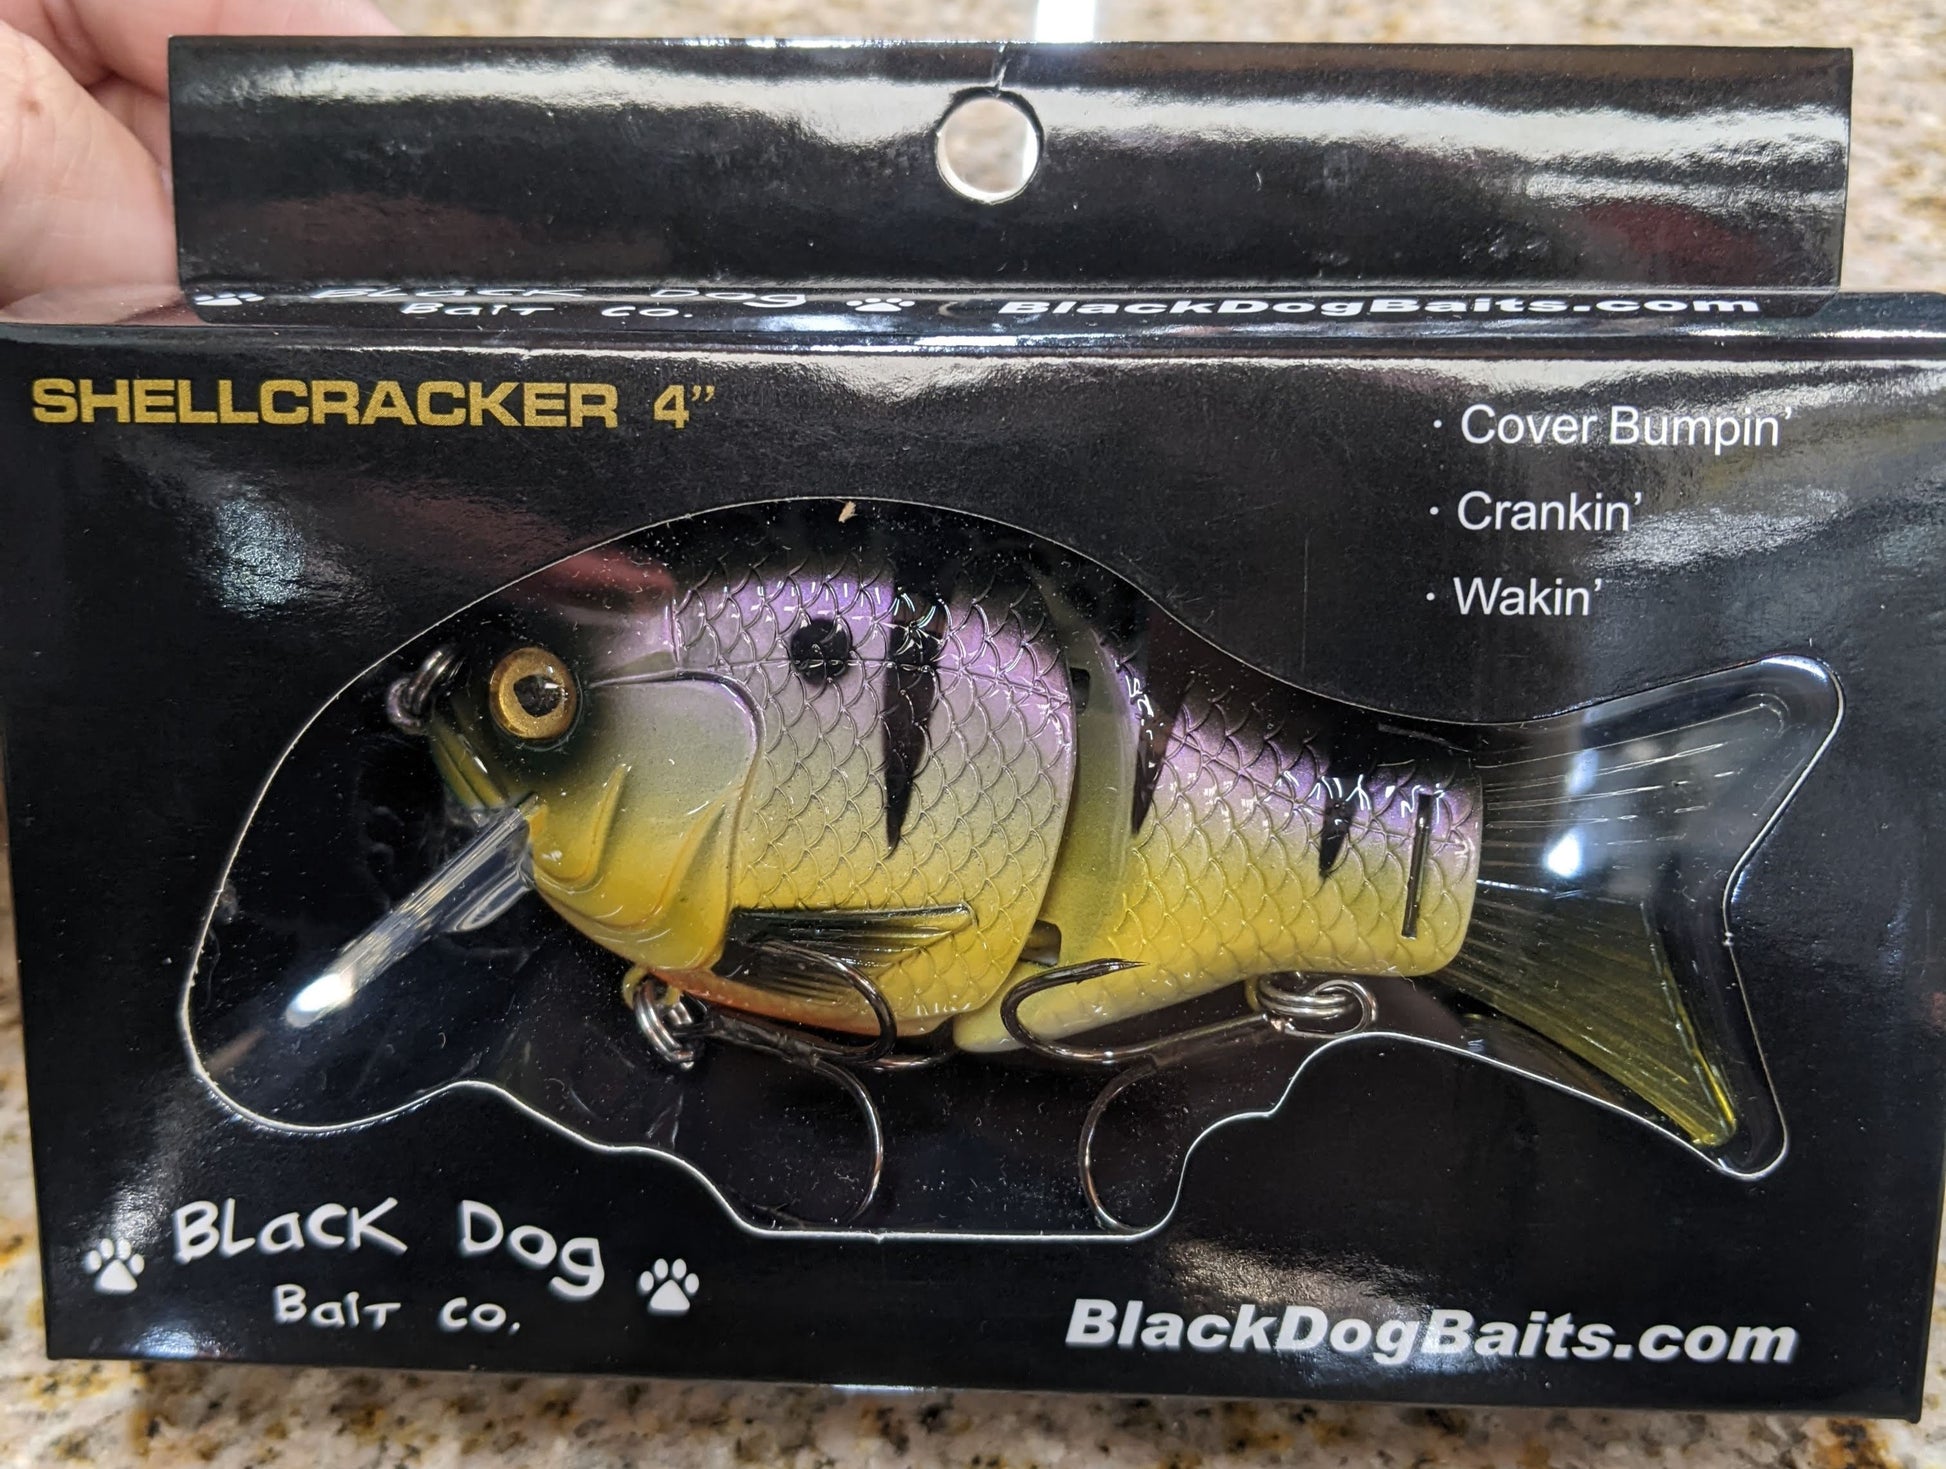 Black Dog
Bait Co.
BlackDogBaits.com
SHELLCRACKER 4”
· Cover Bumpin’
· Crankin’
· Wakin’
Black Dog
Bait Co.
BlackDogBaits.com